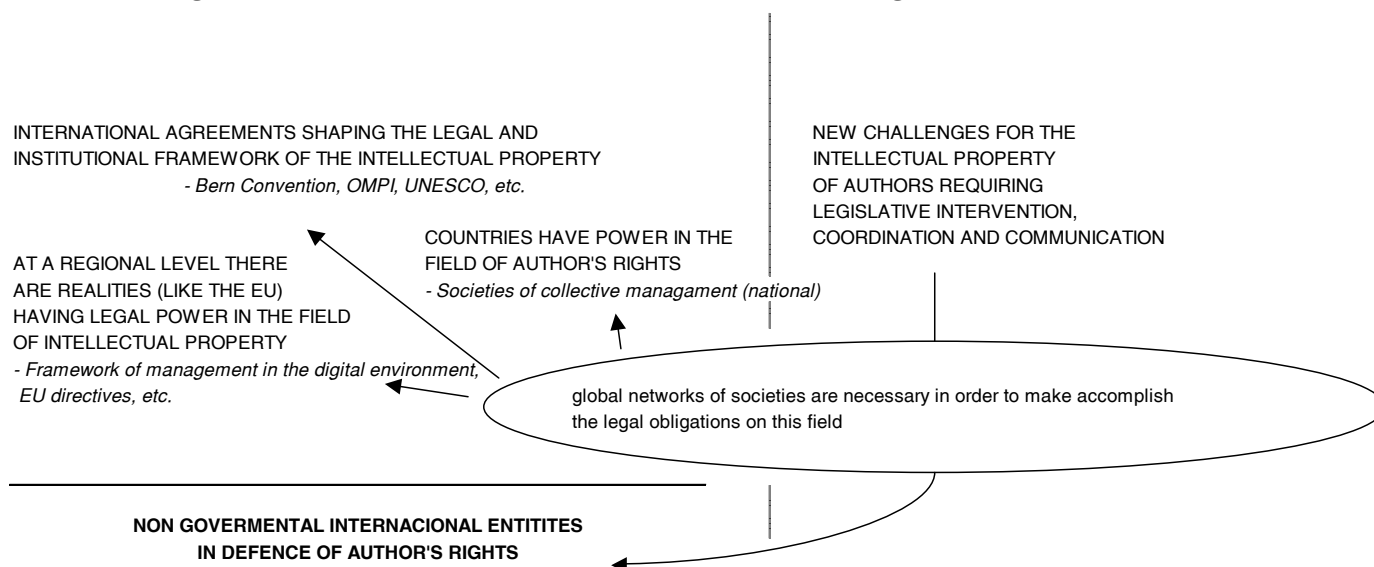 INTERNATIONAL AGREEMENTS SHAPING THE LEGAL AND
INSTITUTIONAL FRAMEWORK OF THE INTELLECTUAL PROPERTY
- Bern Convention, OMPI, UNESCO, etc.
AT A REGIONAL LEVEL THERE
ARE REALITIES (LIKE THE EU)
HAVING LEGAL POWER IN THE FIELD
OF INTELLECTUAL PROPERTY
- Framework of management in the digital environment,
EU directives, etc.
COUNTRIES HAVE POWER IN THE
FIELD OF AUTHOR'S RIGHTS
- Societies of collective managament (national)
NEW CHALLENGES FOR THE
INTELLECTUAL PROPERTY
OF AUTHORS REQUIRING
LEGISLATIVE INTERVENTION,
COORDINATION AND COMMUNICATION
global networks of societies are necessary in order to make accomplish
the legal obligations on this field
NON GOVERMENTAL INTERNACIONAL ENTITITES
IN DEFENCE OF AUTHOR'S RIGHTS